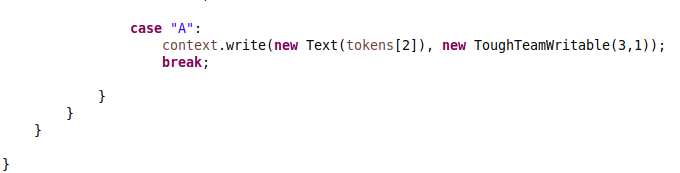 case "A":
context.write(new Text(tokens[2]), new ToughTeamWritable(3,1));
break;
}
}
}
}